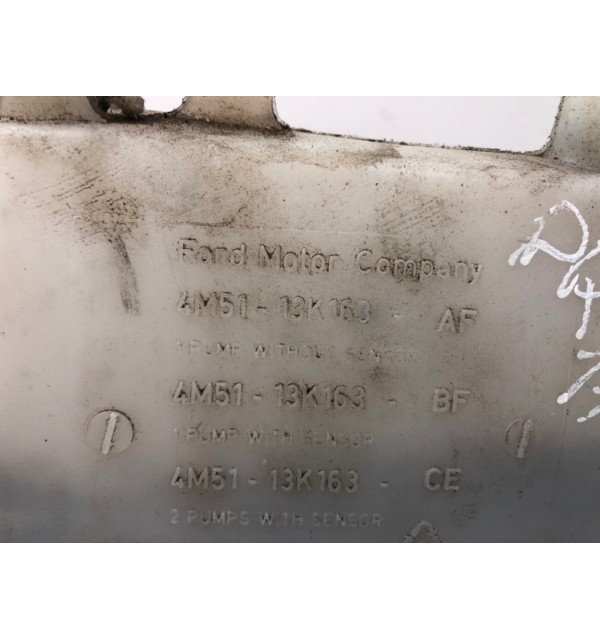 Ford Motor Company
4M51 - 13K163 - AF
1 PUMP WITHOUT SENSOR
4M51 - 13K163 - BF
1 PUMP WITH SENSOR
4M51 - 13K163 - CE
2 PUMPS WITH SENSOR